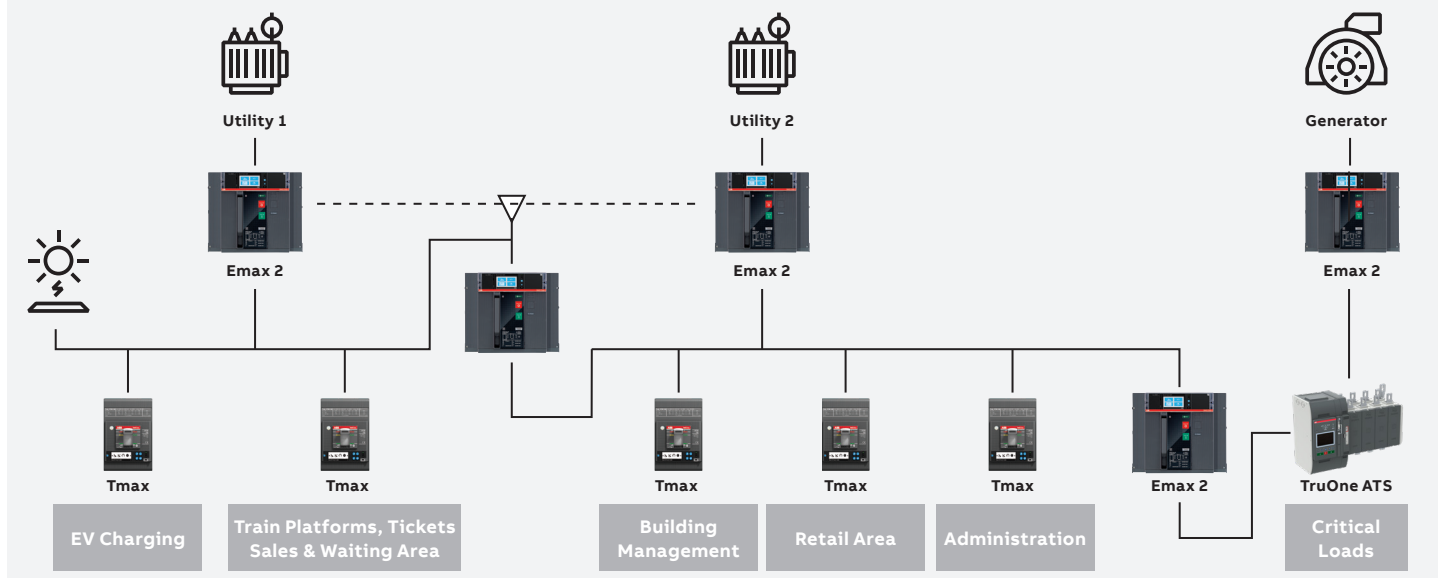 Utility 1
Utility 2
Generator
Emax 2
Emax 2
Emax 2
Tmax
Tmax
Tmax
Tmax
Tmax
Emax 2
TruOne ATS
EV Charging
Train Platforms, Tickets
Sales & Waiting Area
Building
Management
Retail Area
Administration
Critical
Loads